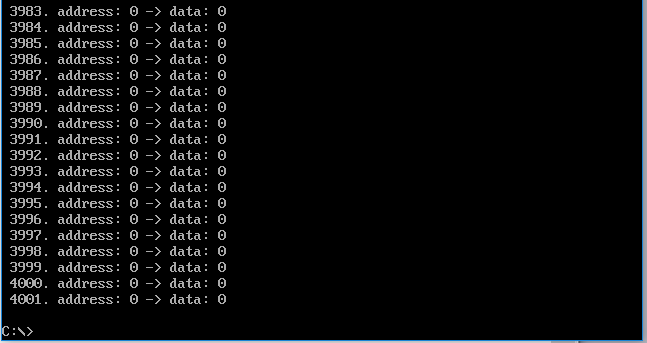 3983. address: 0 -> data: 0
3984. address: 0 -> data: 0
3985. address: 0 -> data: 0
3986. address: 0 -> data: 0
3987. address: 0 -> data: 0
3988. address: 0 -> data: 0
3989. address: 0 -> data: 0
3990. address: 0 -> data: 0
3991. address: 0 -> data: 0
3992. address: 0 -> data: 0
3993. address: 0 -> data: 0
3994. address: 0 -> data: 0
3995. address: 0 -> data: 0
3996. address: 0 -> data: 0
3997. address: 0 -> data: 0
3998. address: 0 -> data: 0
3999. address: 0 -> data: 0
4000. address: 0 -> data: 0
4001. address: 0 -> data: 0
C:\>